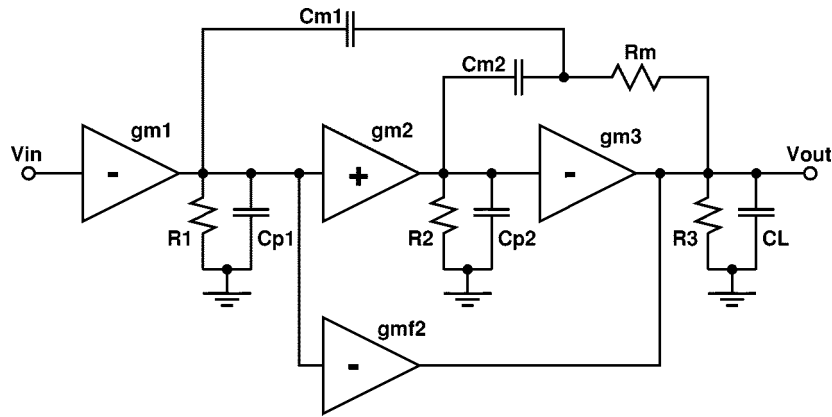 Cm1
Cm2
Rm
gm1
gm2
gm3
Vin
-
+
-
Vout
R1
Cp1
R2
Cp2
R3
CL
gmf2
-